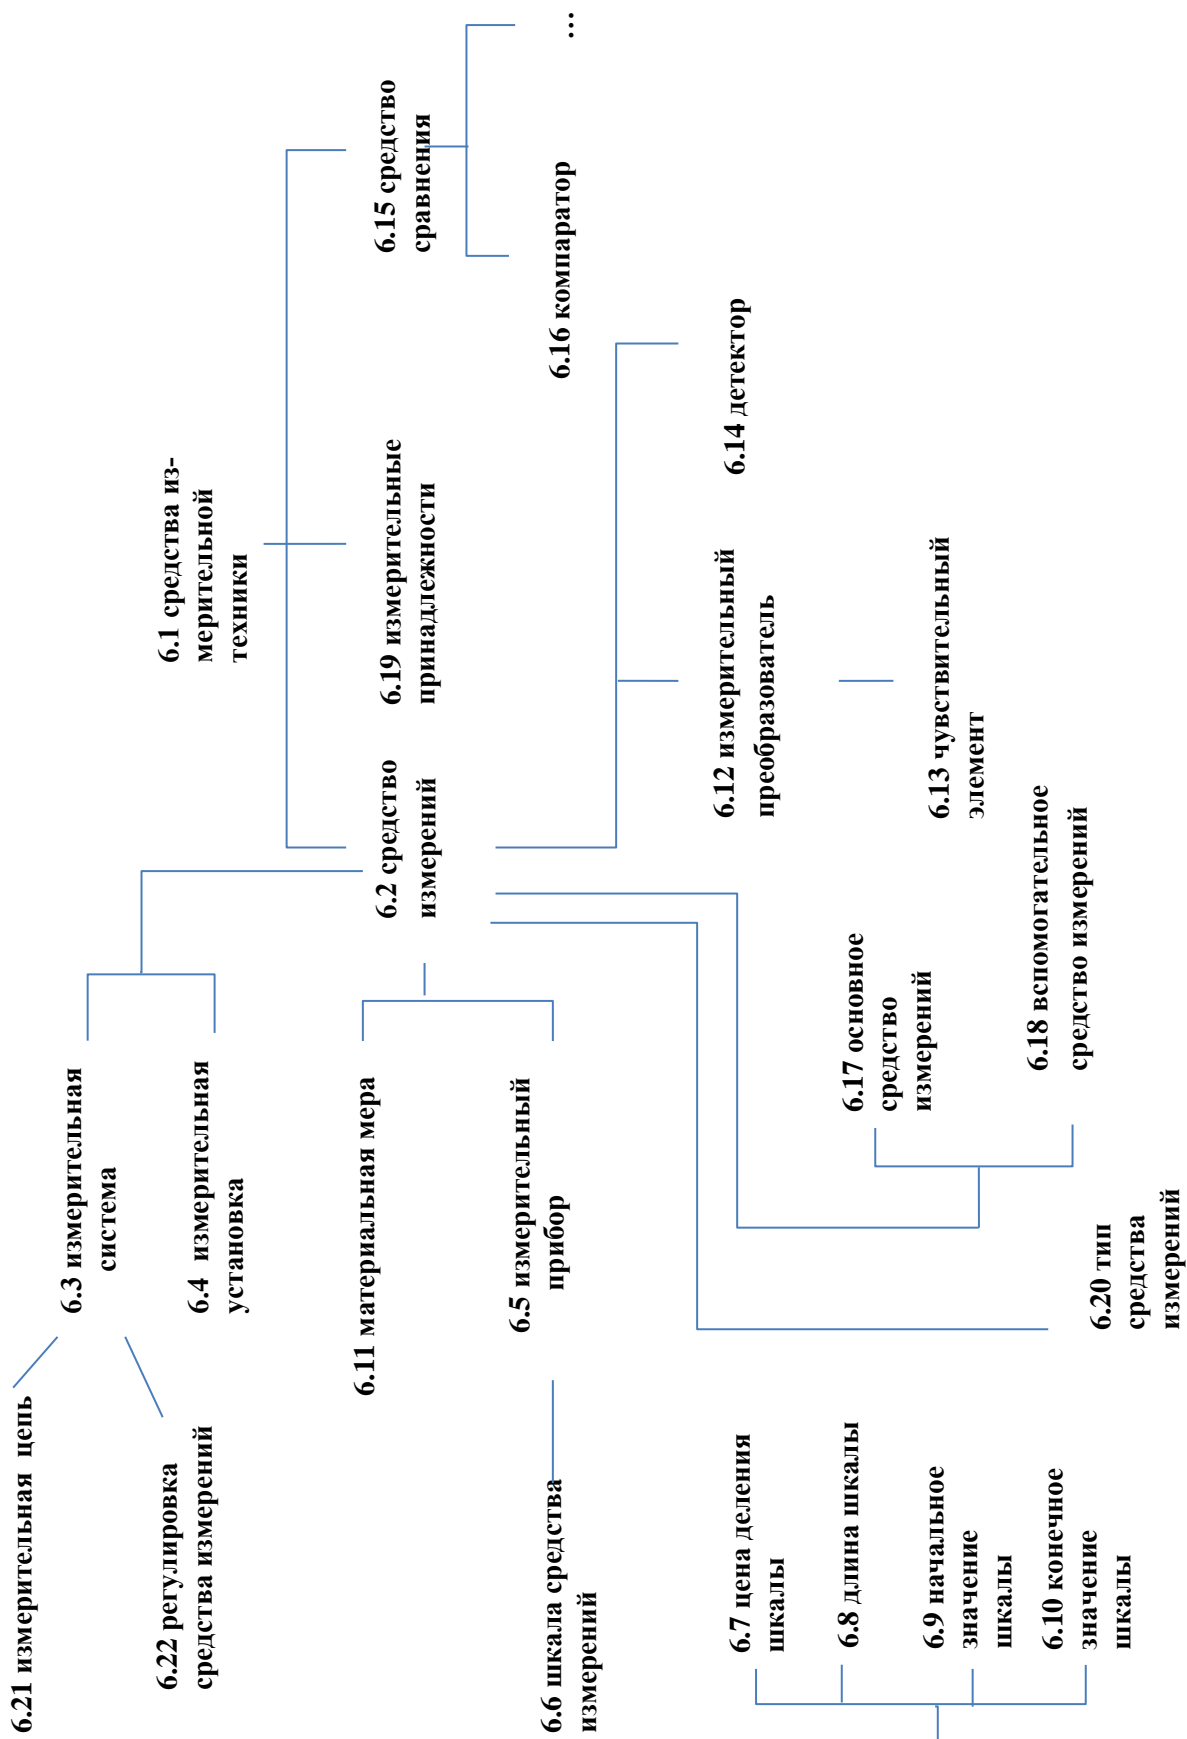 6.1 средства из-
мерительной
техники
6.2 средство
измерений
6.19 измерительные
принадлежности
6.15 средство
сравнения
6.16 компаратор
...
6.3 измерительная
система
6.4 измерительная
установка
6.21 измерительная цепь
6.22 регулировка
средства измерений
6.11 материальная мера
6.5 измерительный
прибор
6.6 шкала средства
измерений
6.12 измерительный
преобразователь
6.14 детектор
6.13 чувствительный
элемент
6.17 основное
средство
измерений
6.18 вспомогательное
средство измерений
6.20 тип
средства
измерений
6.7 цена деления
шкалы
6.8 длина шкалы
6.9 начальное
значение
шкалы
6.10 конечное
значение
шкалы